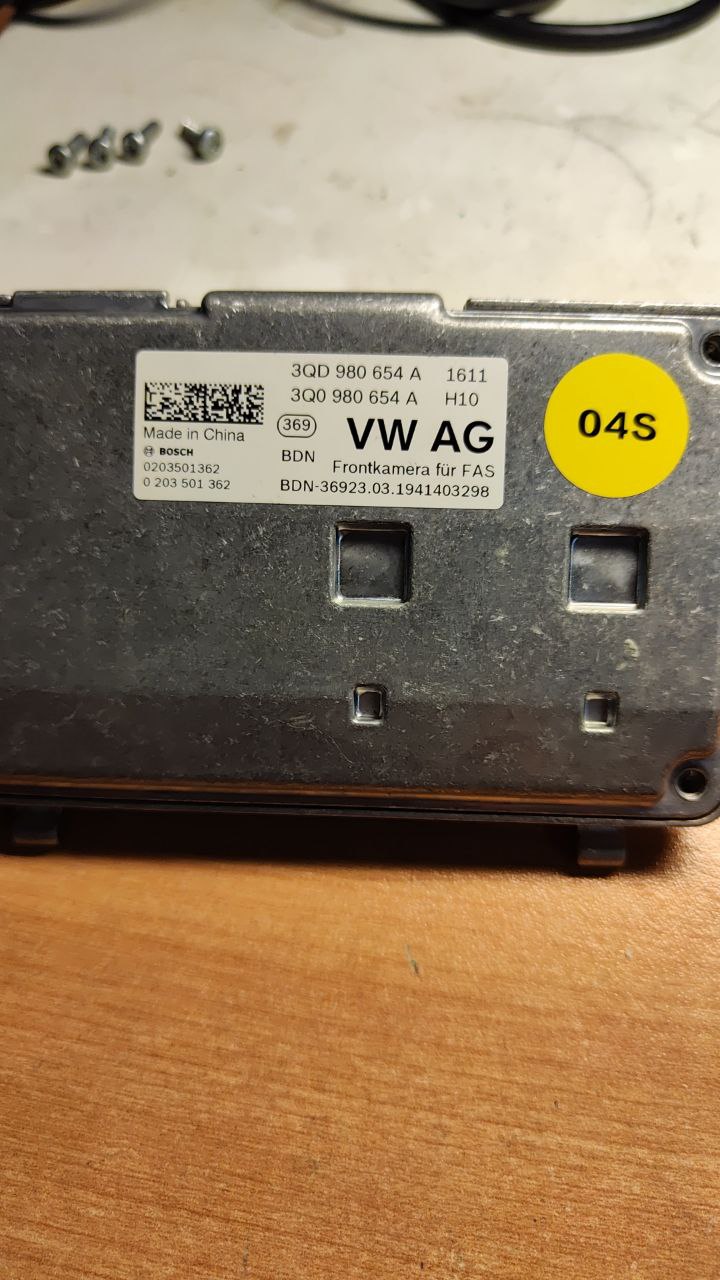 3QD 980 654 A 1611
3Q0 980 654 A H10
369
VW AG
Made in China
BOSCH
BDN
Frontkamera für FAS
0203501362
0 203 501 362
BDN-36923.03.1941403298
04S